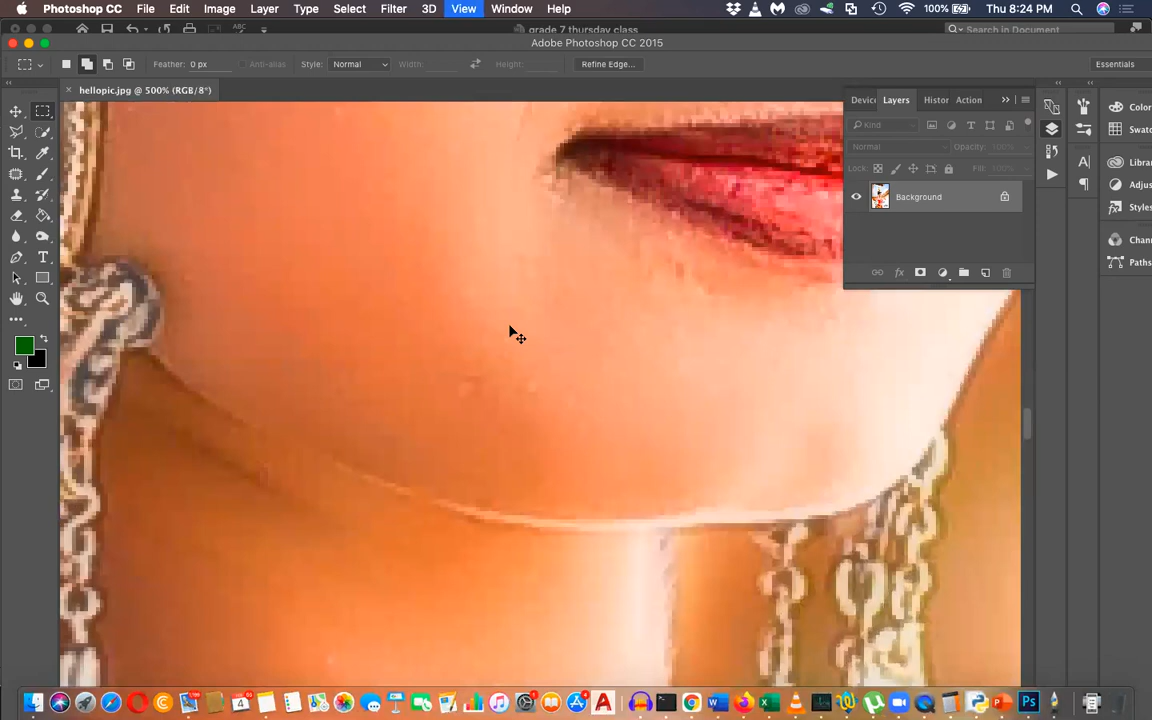 Photoshop CC File Edit Image Layer Type Select Filter 3D View Window Help 100% Thu 8:24 PM
grade 7 thursday class Search in Document
Adobe Photoshop CC 2015
Feather: 0 px Anti-alias Style: Normal Width: Height: Refine Edge... Essentials
hellopic.jpg @ 500% (RGB/8*)
Device Layers Histor Action
Kind
Normal Opacity: 100%
Lock: Fill: 100%
Background
Color
Swatc
Librar
Adjus
Styles
Chann
Paths